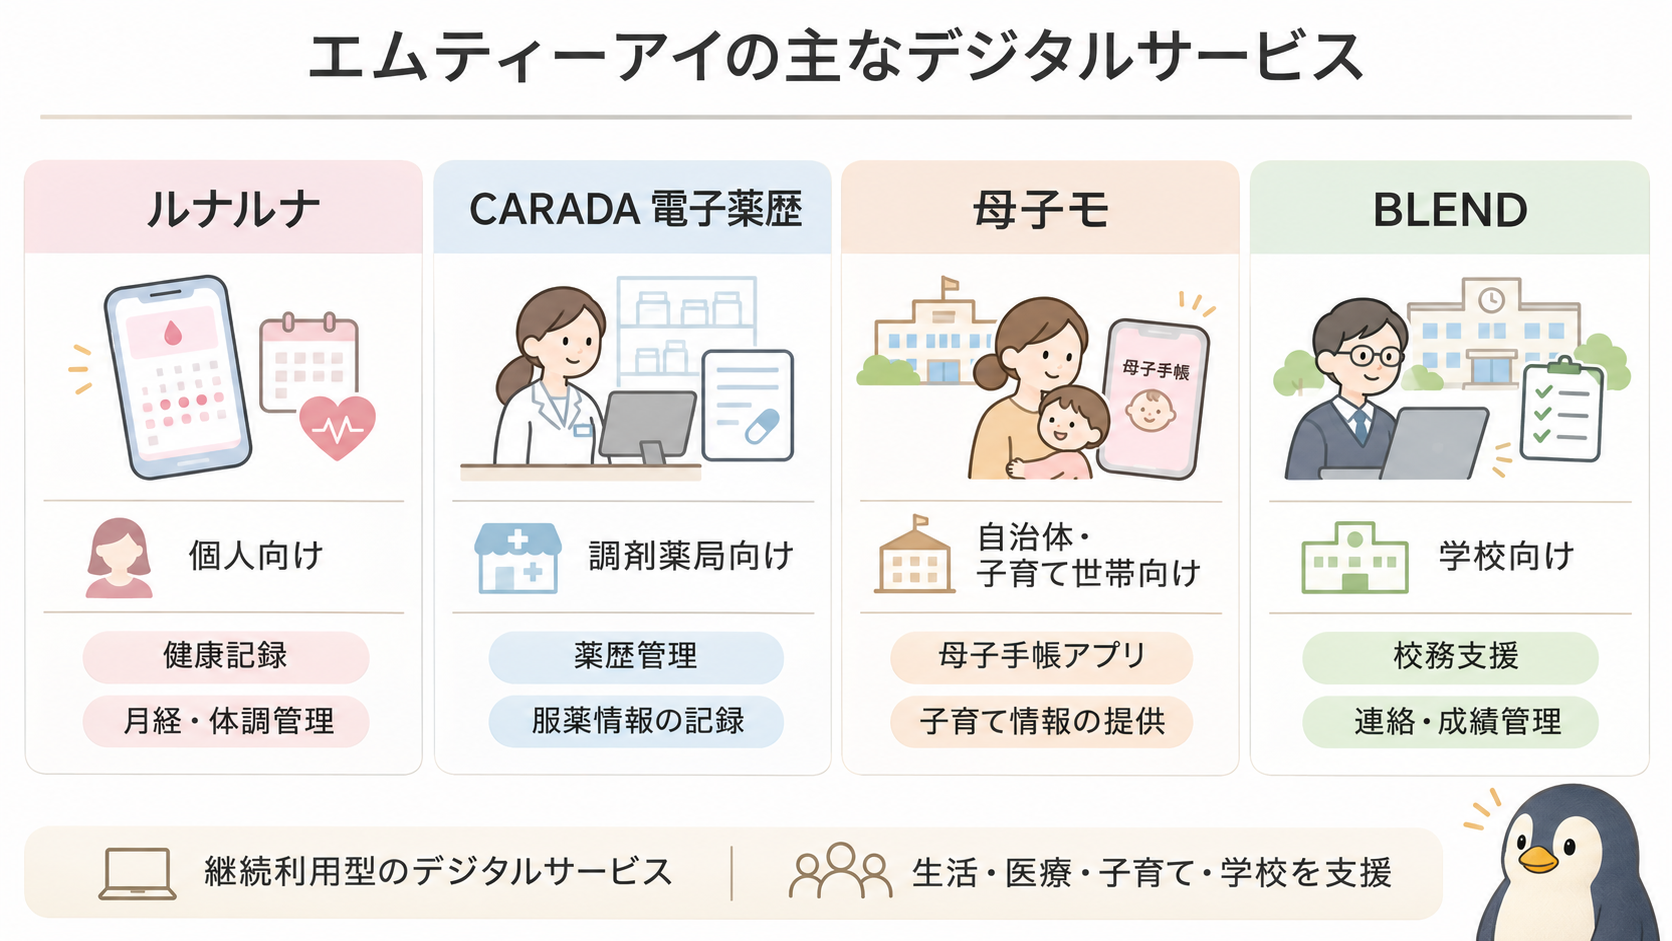 エムティーアイの主なデジタルサービス
ルナルナ
個人向け
健康記録
月経・体調管理
CARADA 電子薬歴
調剤薬局向け
薬歴管理
服薬情報の記録
母子モ
母子手帳
自治体・
子育て世帯向け
母子手帳アプリ
子育て情報の提供
BLEND
学校向け
校務支援
連絡・成績管理
継続利用型のデジタルサービス
生活・医療・子育て・学校を支援